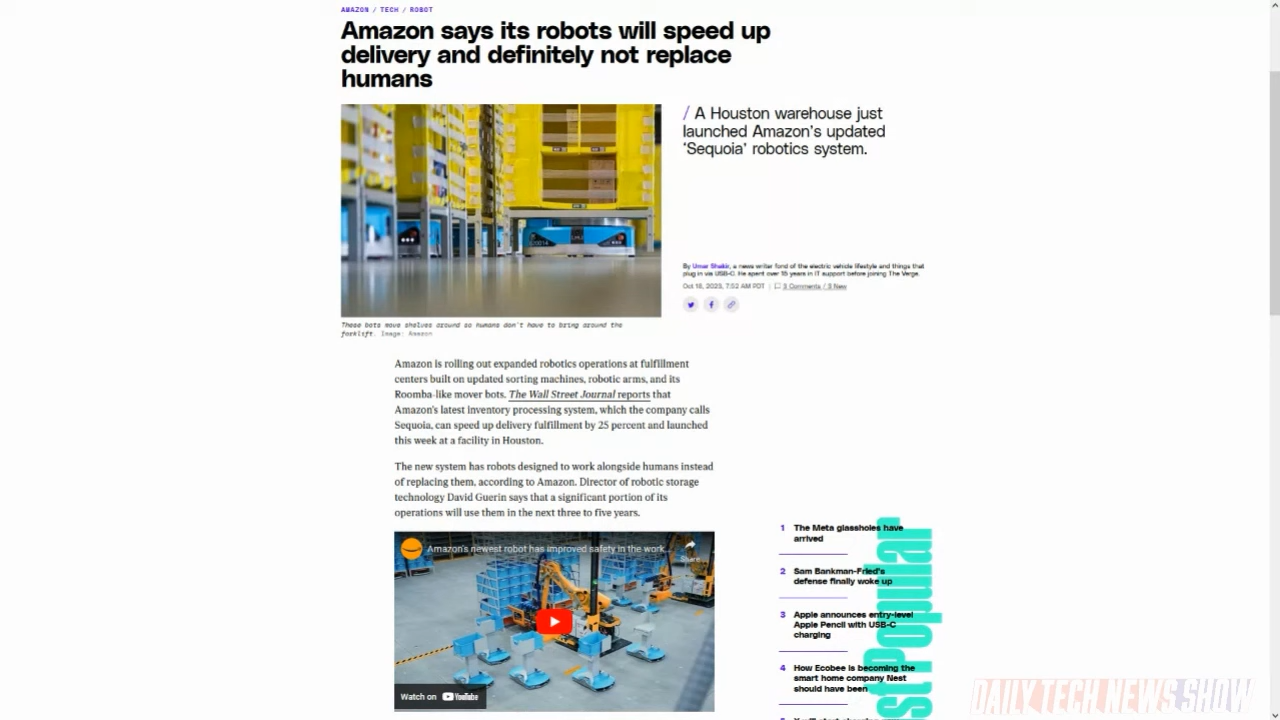 AMAZON / TECH / ROBOT
Amazon says its robots will speed up
delivery and definitely not replace
humans
/ A Houston warehouse just
launched Amazon's updated
'Sequoia' robotics system.
By Umar Shakir, a news writer fond of the electric vehicle lifestyle and things that
plug in via USB-C. He spent over 15 years in IT support before joining The Verge.
Oct 18, 2023, 7:52 AM PDT | 3 Comments / 3 New
These bots move shelves around so humans don't have to bring around the
forklift. Image: Amazon
Amazon is rolling out expanded robotics operations at fulfillment
centers built on updated sorting machines, robotic arms, and its
Roomba-like mover bots. The Wall Street Journal reports that
Amazon's latest inventory processing system, which the company calls
Sequoia, can speed up delivery fulfillment by 25 percent and launched
this week at a facility in Houston.
The new system has robots designed to work alongside humans instead
of replacing them, according to Amazon. Director of robotic storage
technology David Guerin says that a significant portion of its
operations will use them in the next three to five years.
Amazon's newest robot has improved safety in the work...
Share
Watch on YouTube
st Popular
1 The Meta glassholes have
arrived
2 Sam Bankman-Fried's
defense finally woke up
3 Apple announces entry-level
Apple Pencil with USB-C
charging
4 How Ecobee is becoming the
smart home company Nest
should have been
DAILY TECH NEWS SHOW